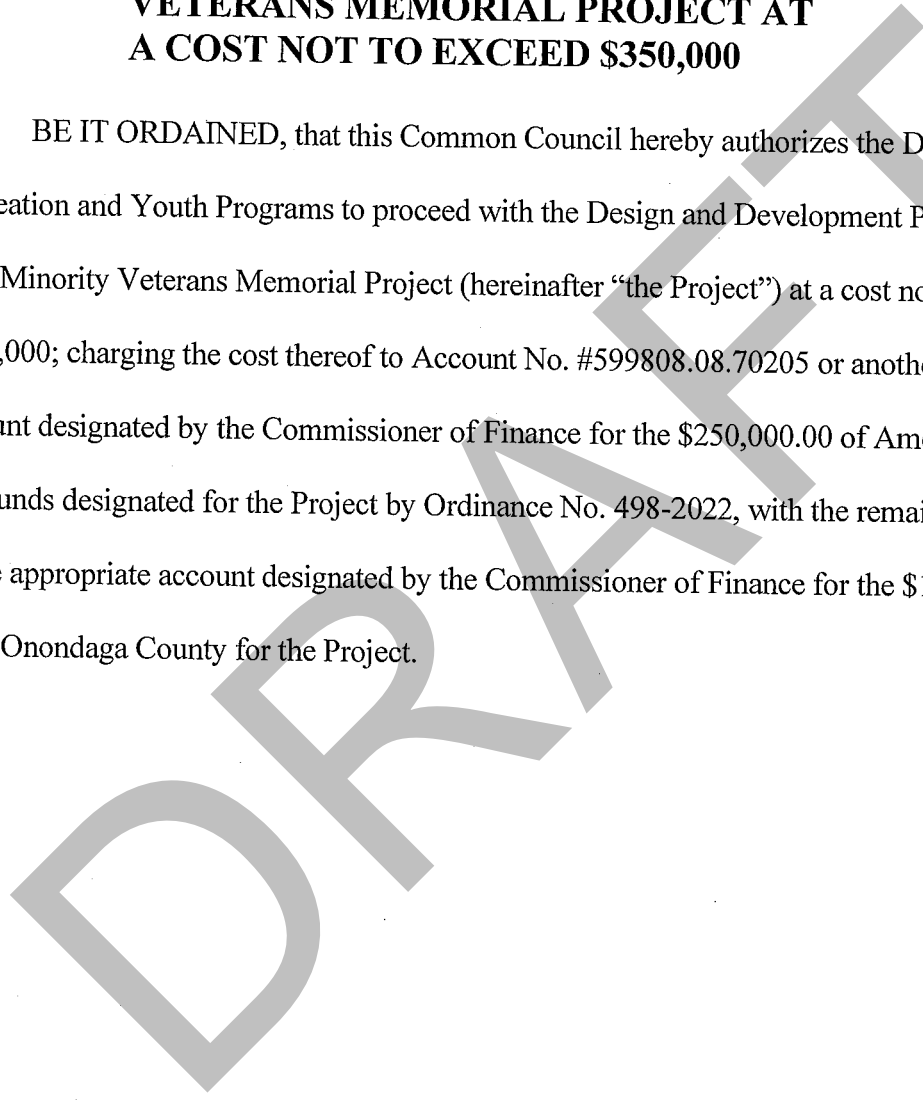 VETERANS MEMORIAL PROJECT AT
A COST NOT TO EXCEED $350,000
BE IT ORDAINED, that this Common Council hereby authorizes the D
eation and Youth Programs to proceed with the Design and Development P
Minority Veterans Memorial Project (hereinafter “the Project”) at a cost no
,000; charging the cost thereof to Account No. #599808.08.70205 or anothe
unt designated by the Commissioner of Finance for the $250,000.00 of Ame
unds designated for the Project by Ordinance No. 498-2022, with the remai
appropriate account designated by the Commissioner of Finance for the $1
Onondaga County for the Project.
DRAFT